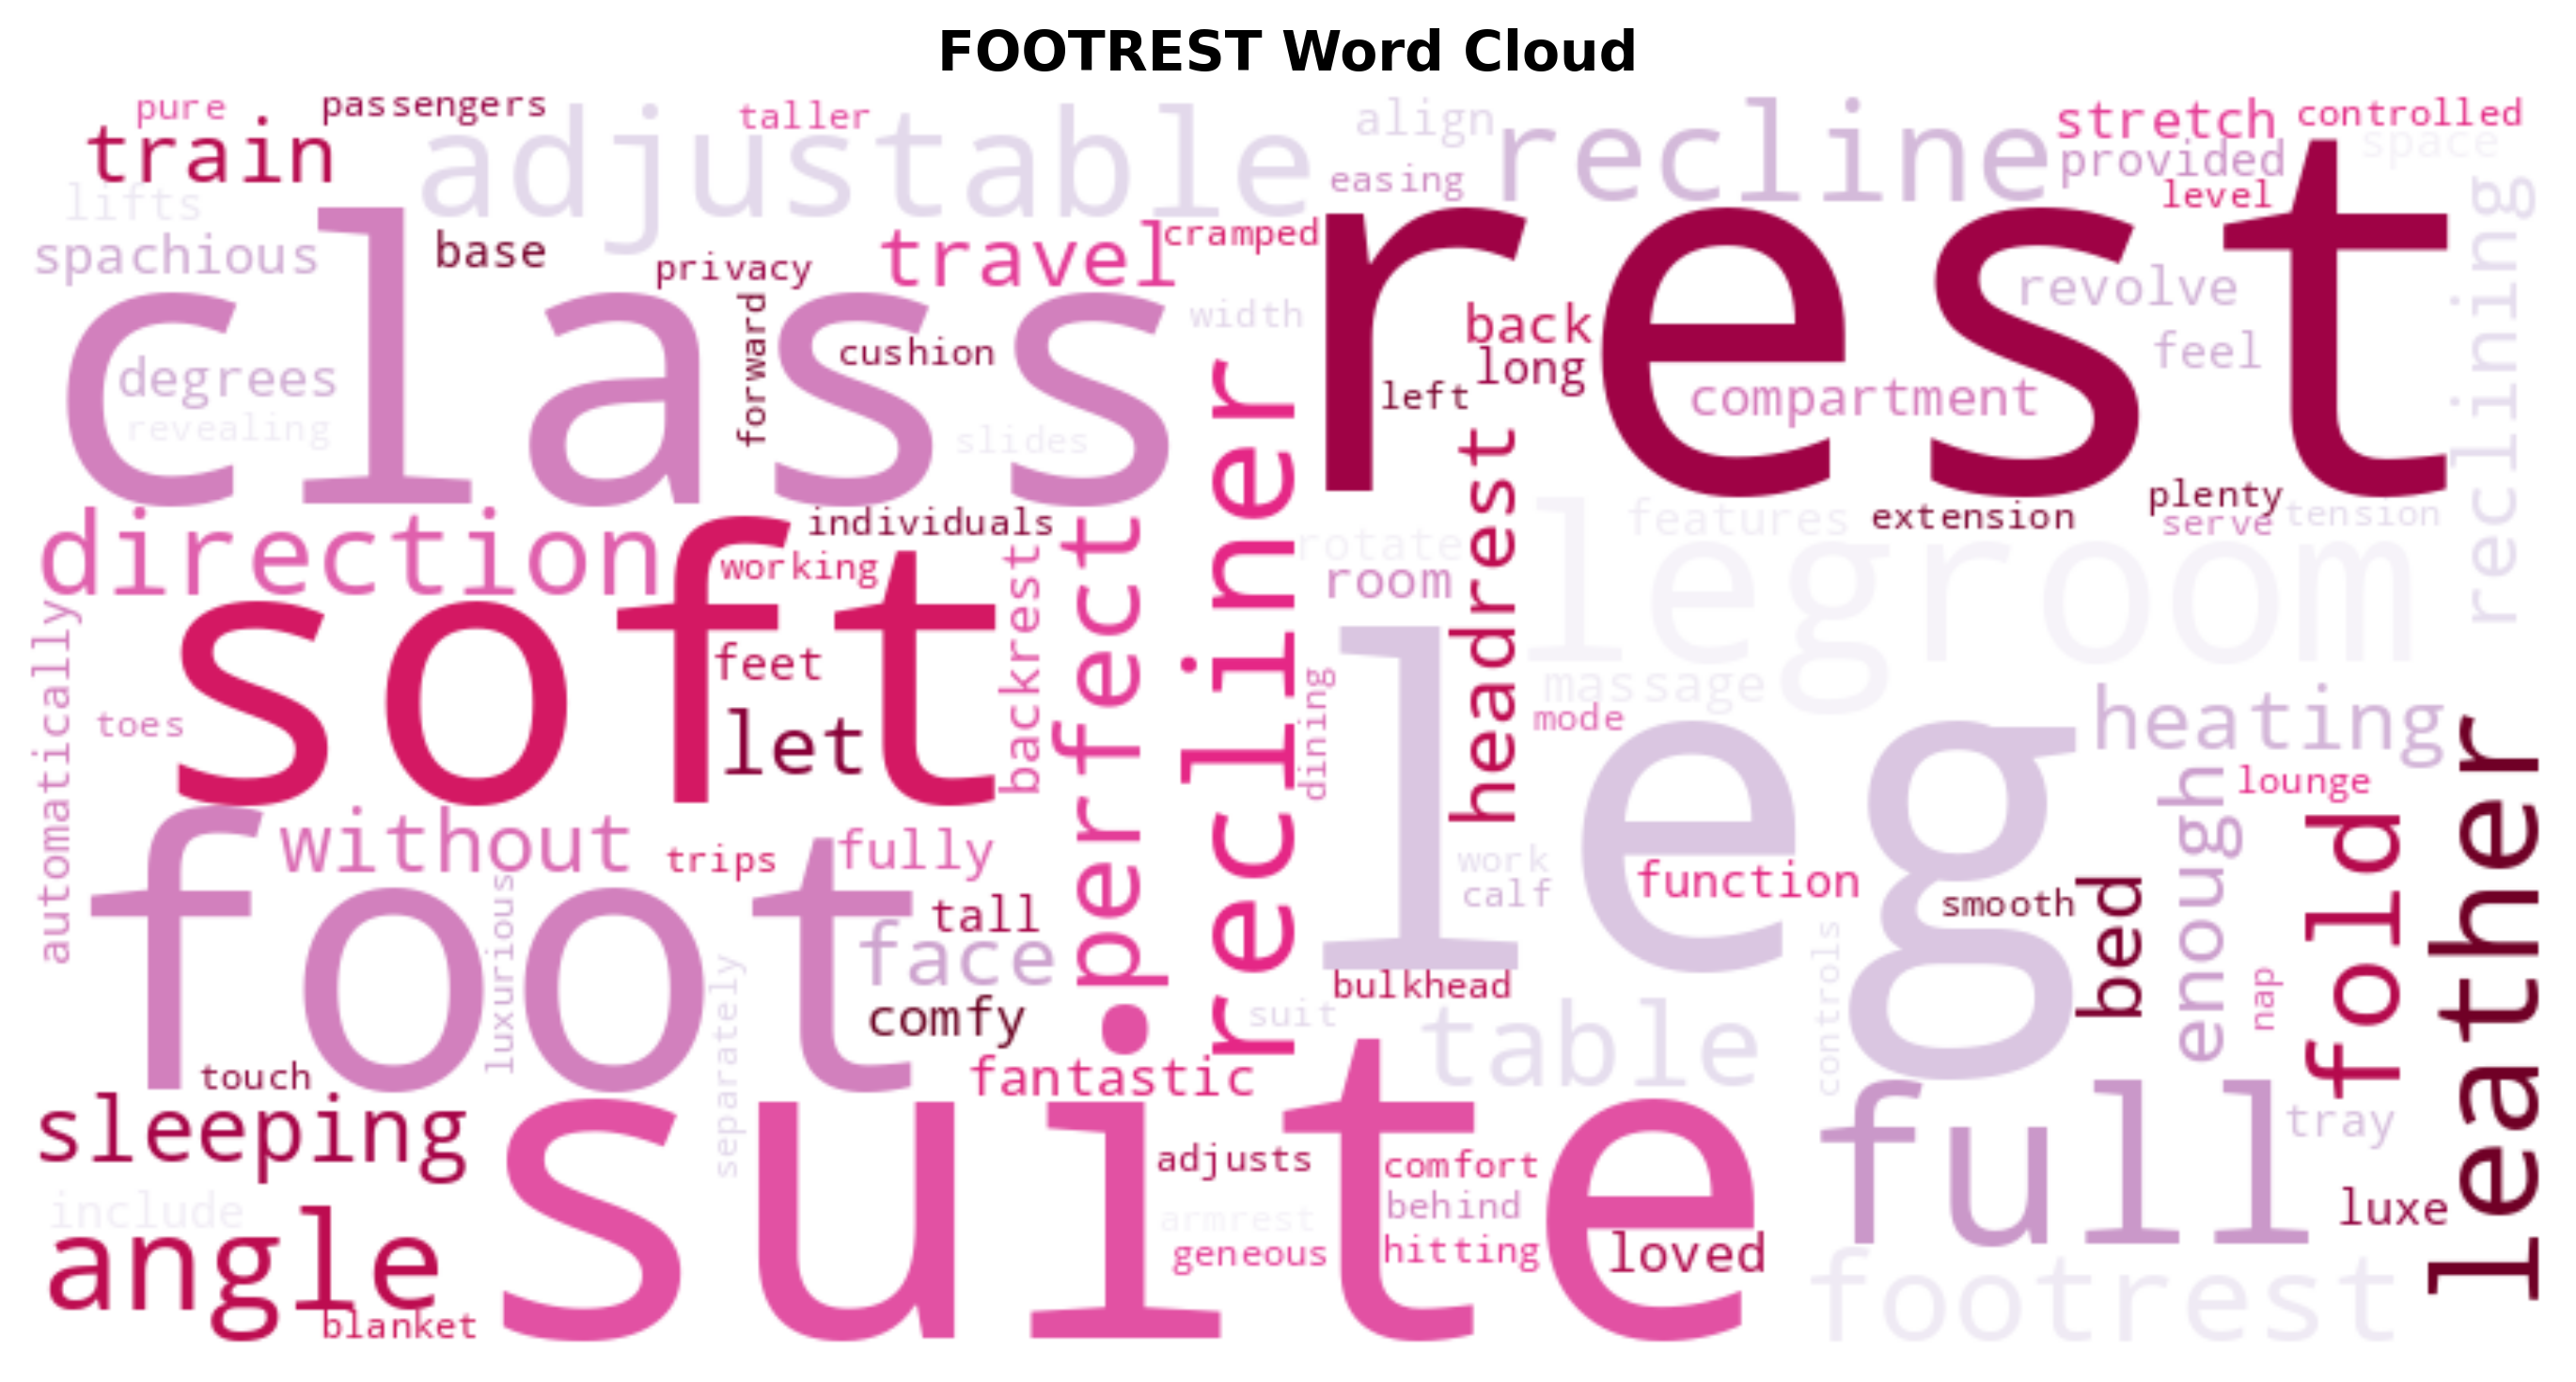 FOOTREST Word Cloud
pure
passengers
taller
align
stretch
controlled
train
adjustable
recline
provided
space
easing
level
lifts
class
rest
reclining
spachious
base
privacy
travel
cramped
revolve
width
forward
back
cushion
long
feel
degrees
left
compartment
revealing
slides
recliner
headrest
direction
soft
individuals
perfect
plenty
features
extension
serve
tension
rotate
legroom
working
backrest
room
automatically
feet
dining
leg
massage
mode
heating
toes
let
leather
enough
lounge
foot
without
trips
fully
fold
luxurious
work
function
calf
tall
smooth
bed
face
separately
controls
nap
comfy
suit
bulkhead
table
touch
fantastic
sleeping
suite
full
tray
adjusts
comfort
include
armrest
behind
luxe
angle
geneous
hitting
loved
footrest
blanket